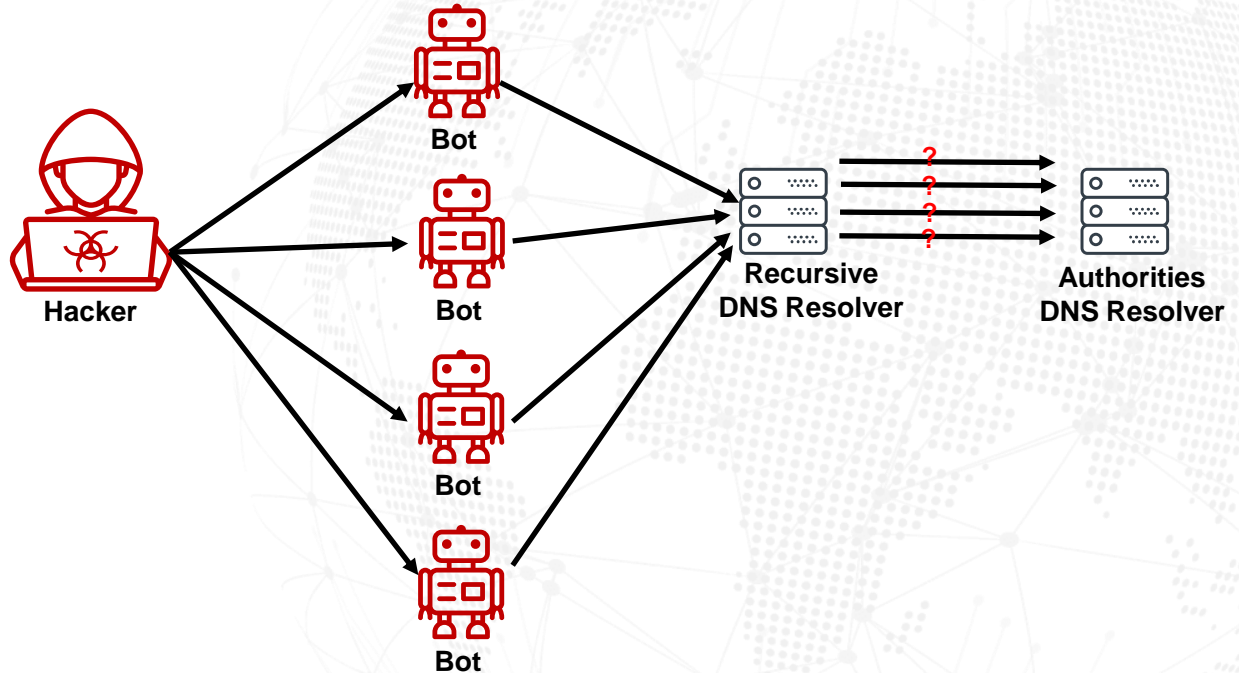 Bot
?
?
?
?
Bot
Hacker
Recursive
DNS Resolver
Authorities
DNS Resolver
Bot
Bot